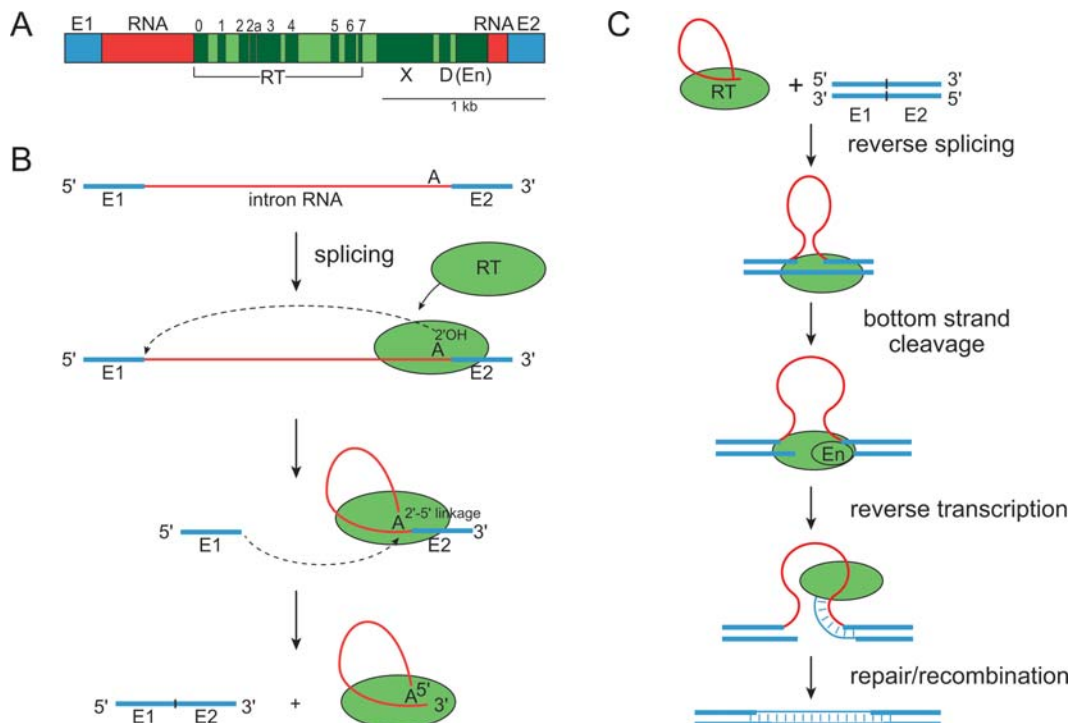 A
E1 RNA RNA E2
0 1 2 2a 3 4 5 6 7
RT X D (En)
1 kb
B
5' E1 intron RNA A E2 3'
splicing
RT
2'OH
A
5' E1 E2 3'
A 2'-5' linkage
5' E1 E2 3'
5' E1 E2 3' + A 5' 3'
C
RT + 5' 3'
3' 5'
E1 E2
reverse splicing
bottom strand
cleavage
En
reverse transcription
repair/recombination